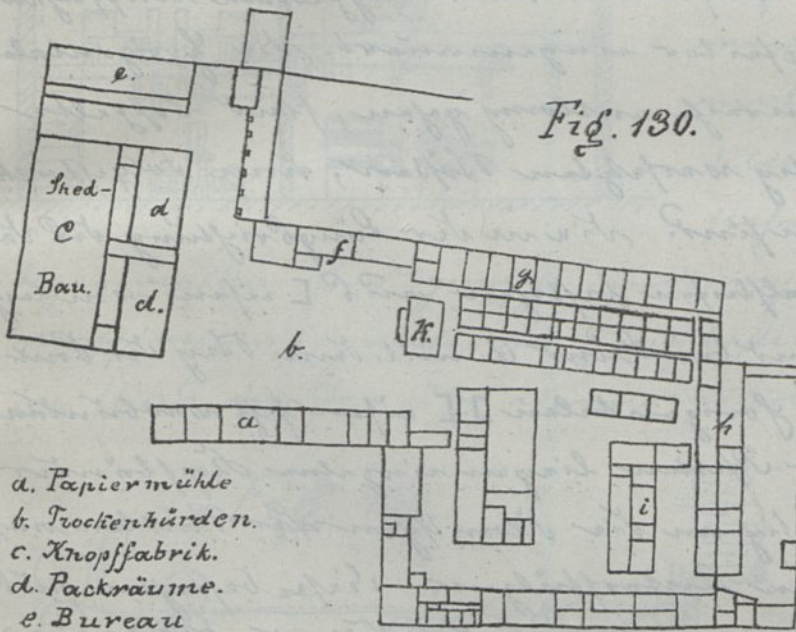 Fig. 130.
e.
Shed-
C
Bau.
d
d.
f
g
K.
b.
a
h
i
a. Papiermühle
b. Trockenhürden.
c. Knopffabrik.
d. Packräume.
e. Bureau